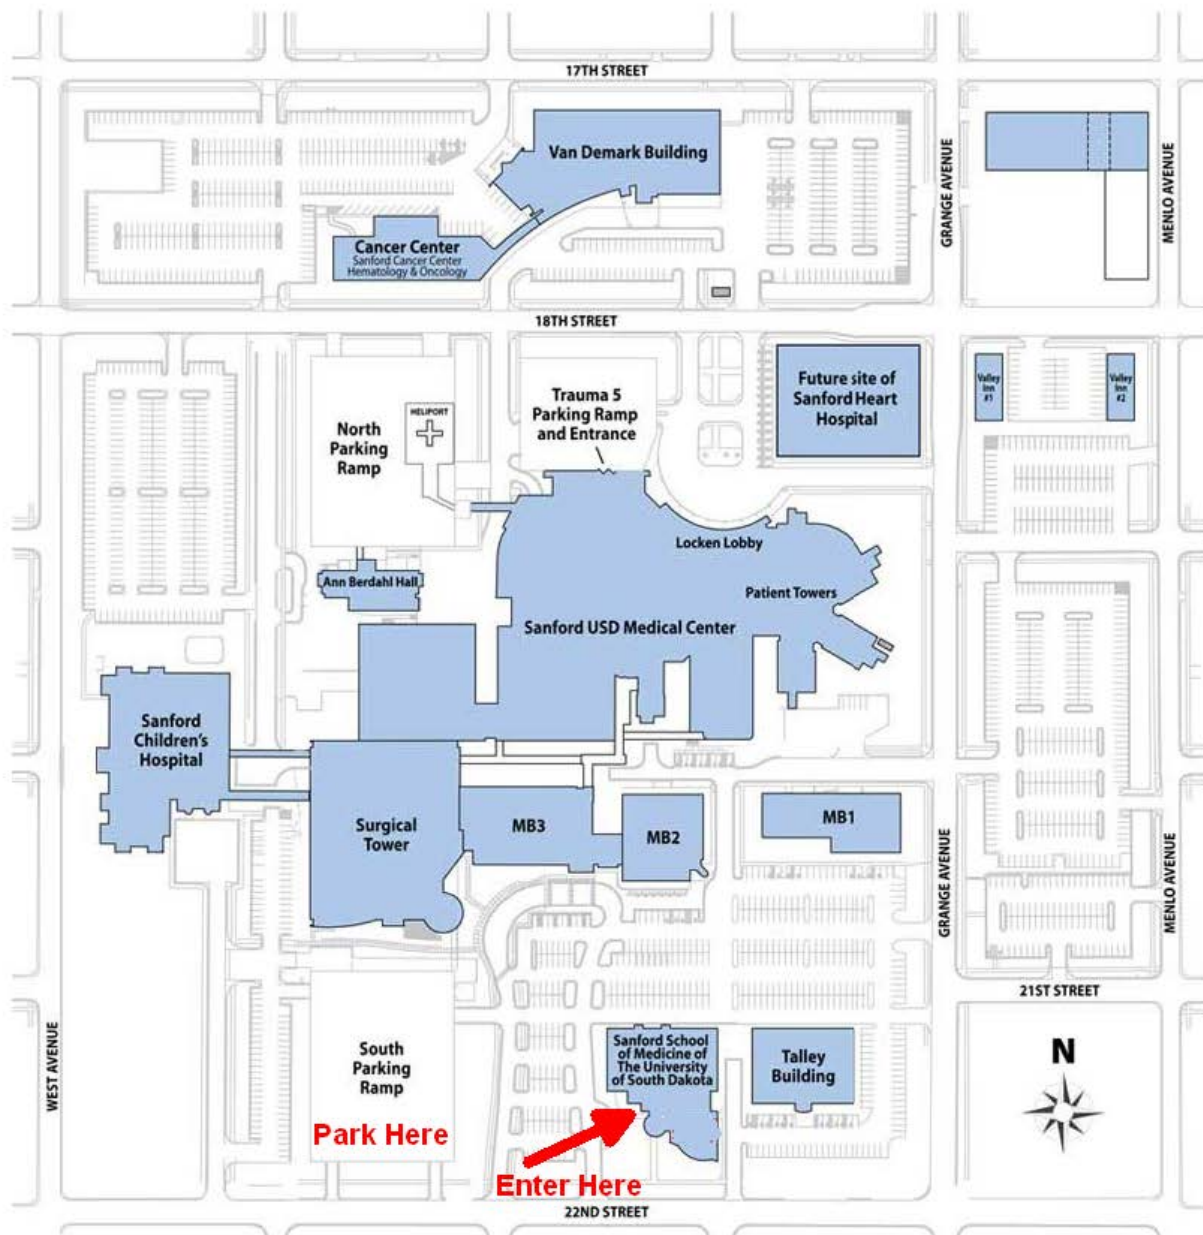 17TH STREET
Van Demark Building
GRANGE AVENUE
MENLO AVENUE
Cancer Center
Sanford Cancer Center
Hematology & Oncology
18TH STREET
Future site of
Sanford Heart
Hospital
Valley
Inn
#1
Valley
Inn
#2
Trauma 5
Parking Ramp
and Entrance
HELIPORT
North
Parking
Ramp
Locken Lobby
Ann Berdahl Hall
Patient Towers
Sanford USD Medical Center
Sanford
Children's
Hospital
Surgical
Tower
MB3
MB2
MB1
GRANGE AVENUE
MENLO AVENUE
21ST STREET
WEST AVENUE
South
Parking
Ramp
Sanford School
of Medicine of
The University
of South Dakota
Talley
Building
N
Park Here
Enter Here
22ND STREET